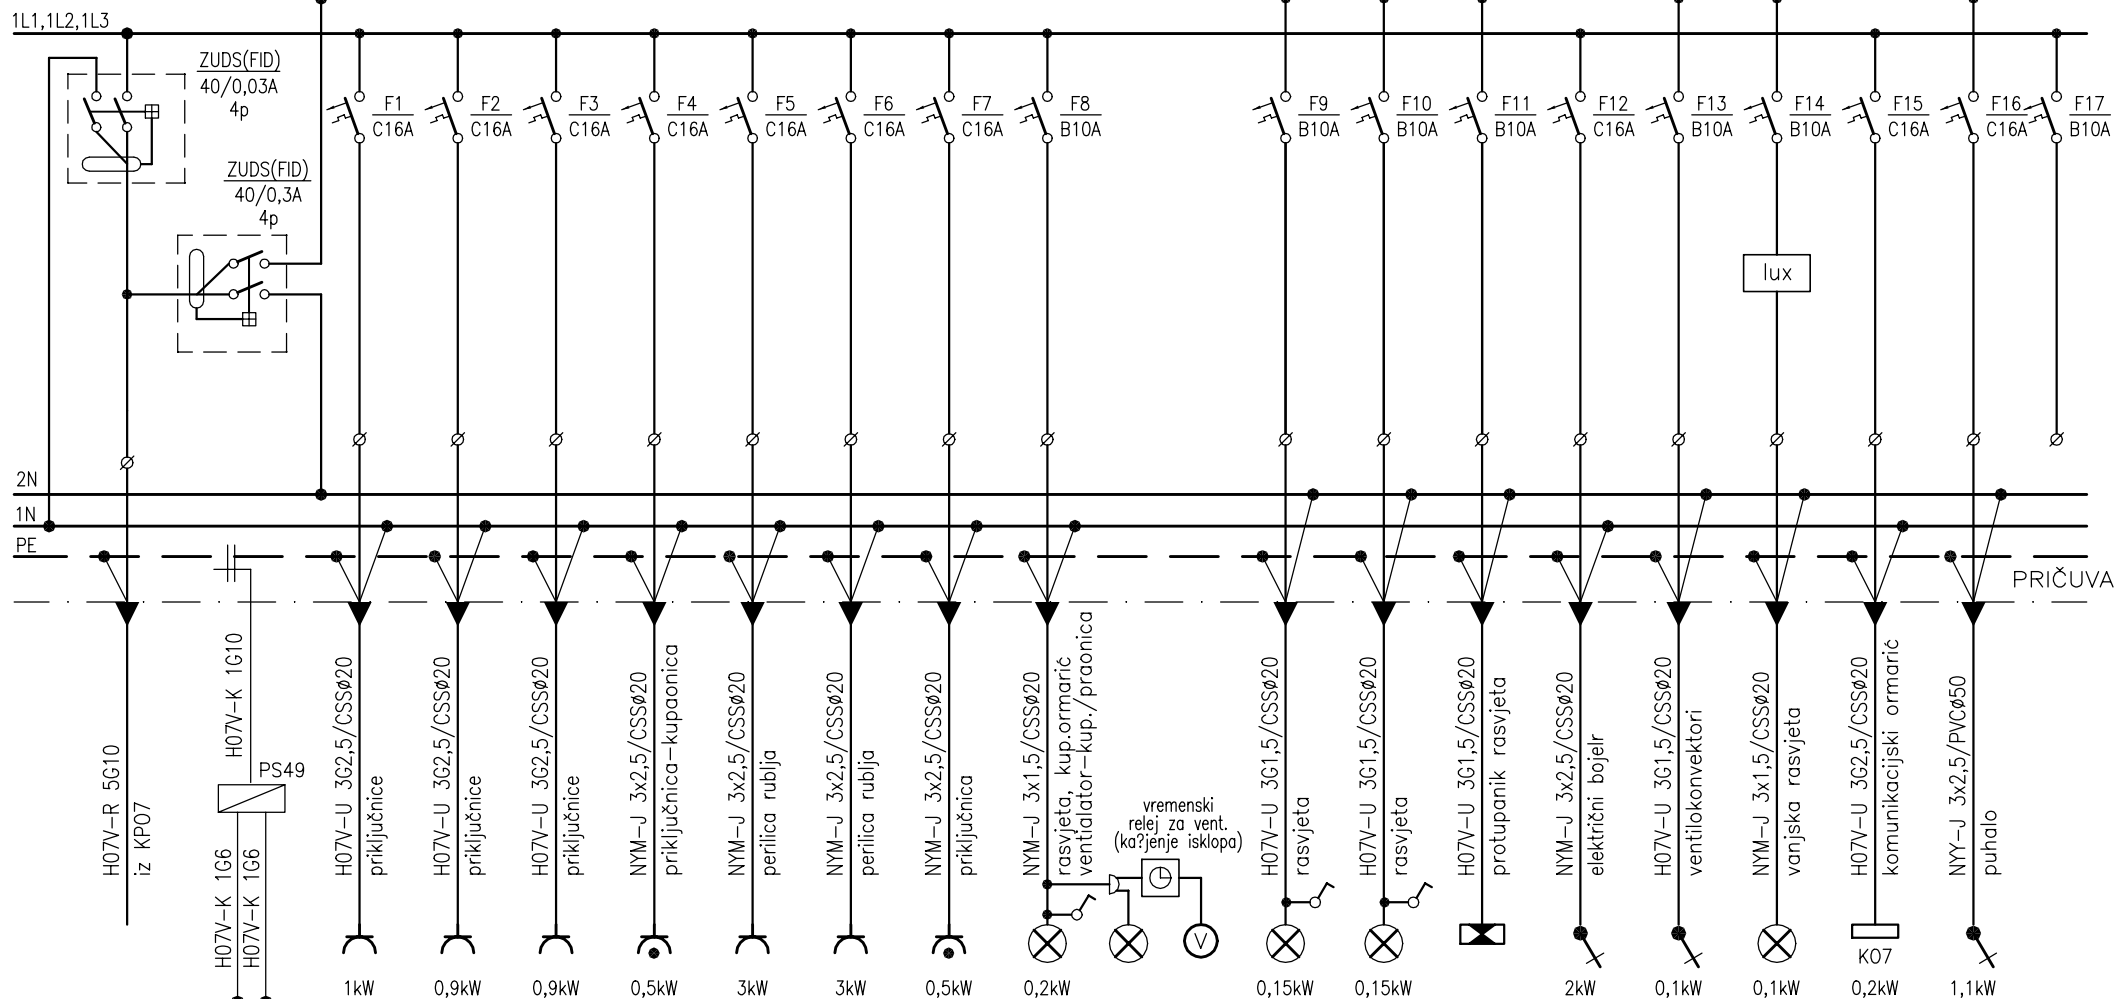 1L1,1L2,1L3
ZUDS(FID)
40/0,03A
4p
ZUDS(FID)
40/0,3A
4p
F1
C16A
F2
C16A
F3
C16A
F4
C16A
F5
C16A
F6
C16A
F7
C16A
F8
B10A
F9
B10A
F10
B10A
F11
B10A
F12
C16A
F13
B10A
F14
B10A
F15
C16A
F16
C16A
F17
B10A
lux
2N
1N
PE
PRIČUVA
H07V-R 5G10
iz KP07
H07V-K 1G10
PS49
H07V-K 1G6
H07V-K 1G6
H07V-U 3G2,5/CSSø20
priključnice
H07V-U 3G2,5/CSSø20
priključnice
H07V-U 3G2,5/CSSø20
priključnice
NYM-J 3x2,5/CSSø20
priključnica-kupaonica
NYM-J 3x2,5/CSSø20
perilica rublja
NYM-J 3x2,5/CSSø20
perilica rublja
NYM-J 3x2,5/CSSø20
priključnica
NYM-J 3x1,5/CSSø20
rasvjeta, kup.ormarić
ventialator-kup./praonica
vremenski
relej za vent.
(ka?jenje isklopa)
V
H07V-U 3G1,5/CSSø20
rasvjeta
H07V-U 3G1,5/CSSø20
rasvjeta
H07V-U 3G1,5/CSSø20
protupanik rasvjeta
NYM-J 3x2,5/CSSø20
električni bojelr
H07V-U 3G1,5/CSSø20
ventilokonvektori
NYM-J 3x1,5/CSSø20
vanjska rasvjeta
H07V-U 3G2,5/CSSø20
komunikacijski ormarić
NYY-J 3x2,5/PVCø50
puhalo
K07
1kW
0,9kW
0,9kW
0,5kW
3kW
3kW
0,5kW
0,2kW
0,15kW
0,15kW
2kW
0,1kW
0,1kW
0,2kW
1,1kW